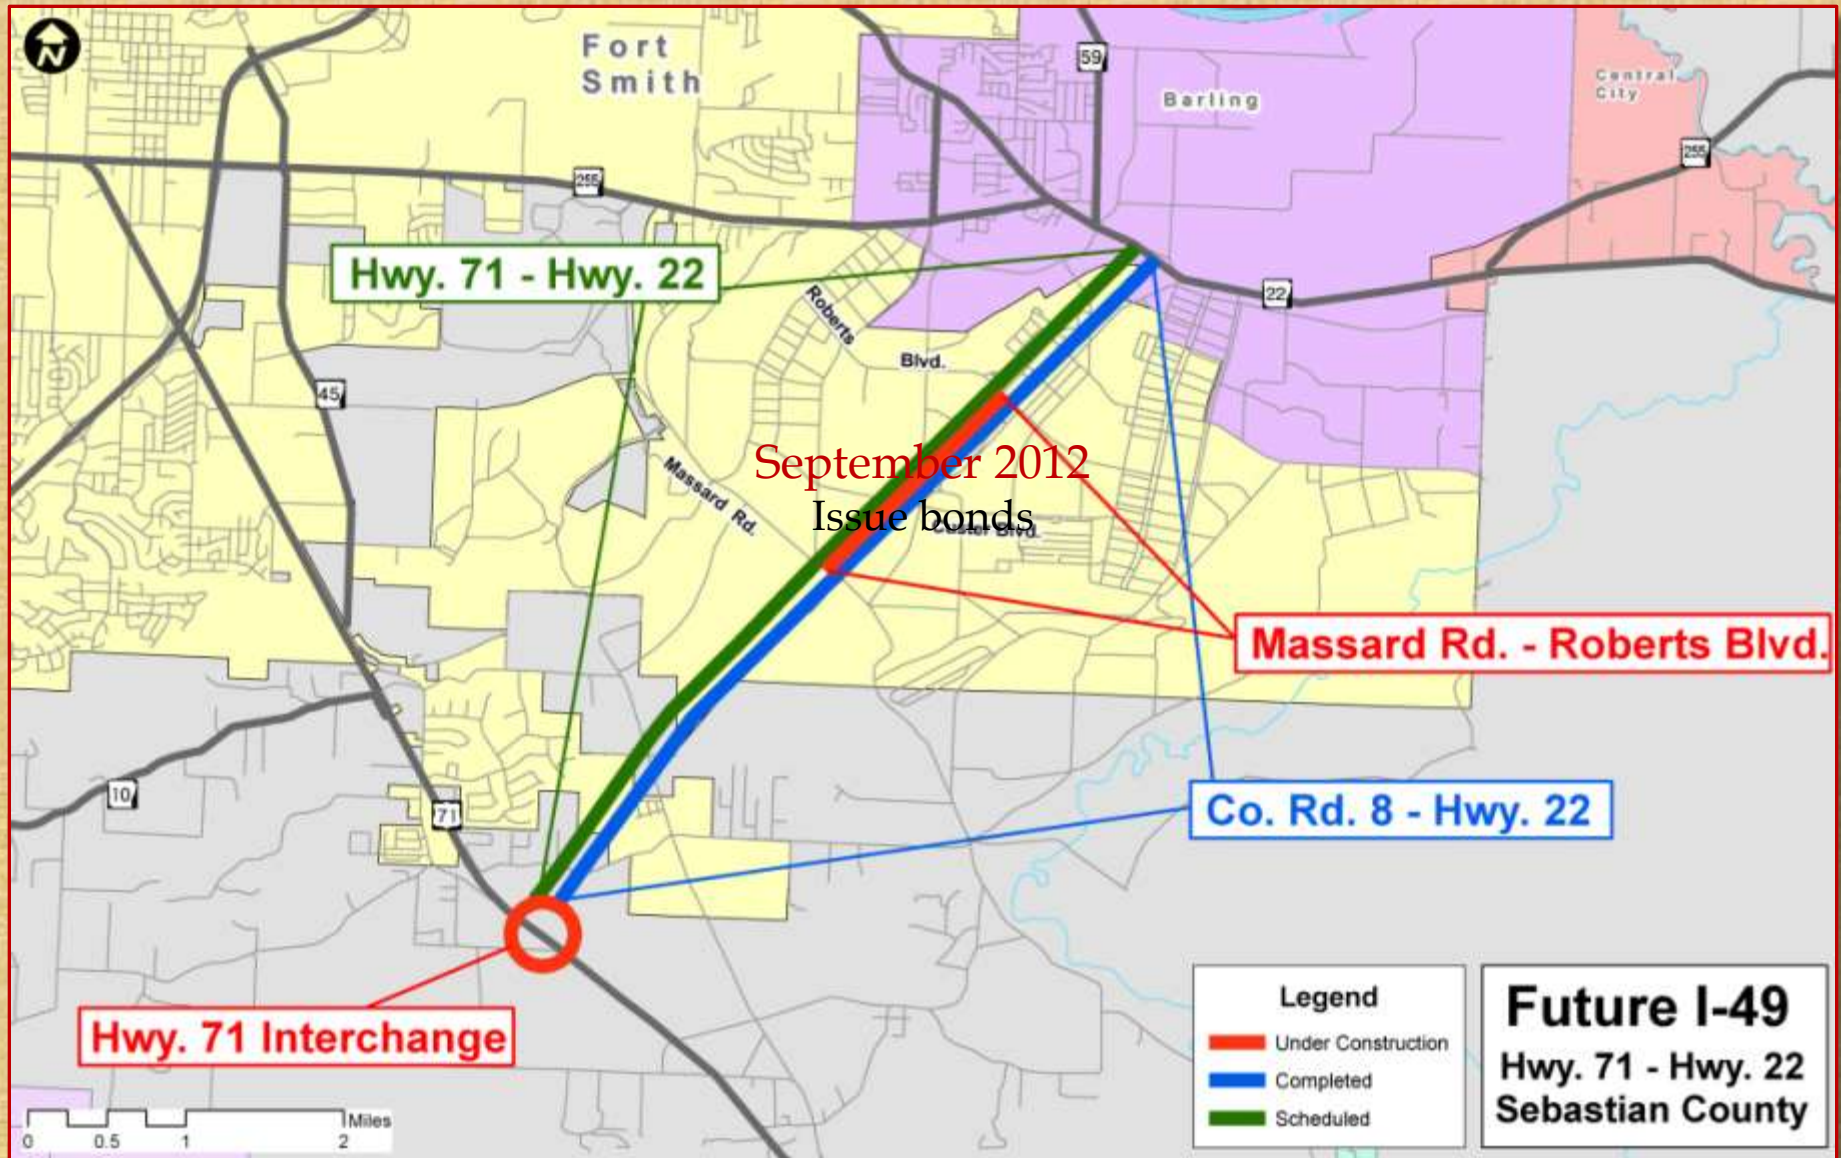 N
Fort
Smith
59
Barling
Central
City
255
255
Hwy. 71 - Hwy. 22
22
Roberts
Blvd.
45
September 2012
Massard Rd.
Issue bonds
Custer Blvd.
Massard Rd. - Roberts Blvd.
10
71
Co. Rd. 8 - Hwy. 22
Hwy. 71 Interchange
Legend
Under Construction
Completed
Scheduled
Future I-49
Hwy. 71 - Hwy. 22
Sebastian County
Miles
0 0.5 1 2